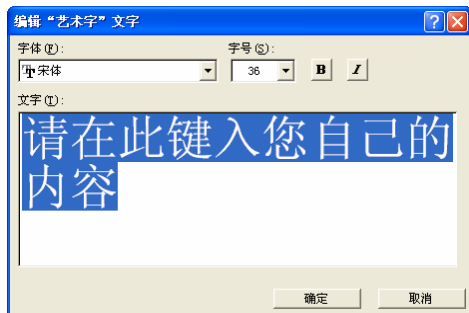 编辑“艺术字”文字
字体(F): 字号(S):
宋体 36 B I
文字(T):
请在此键入您自己的
内容
确定 取消